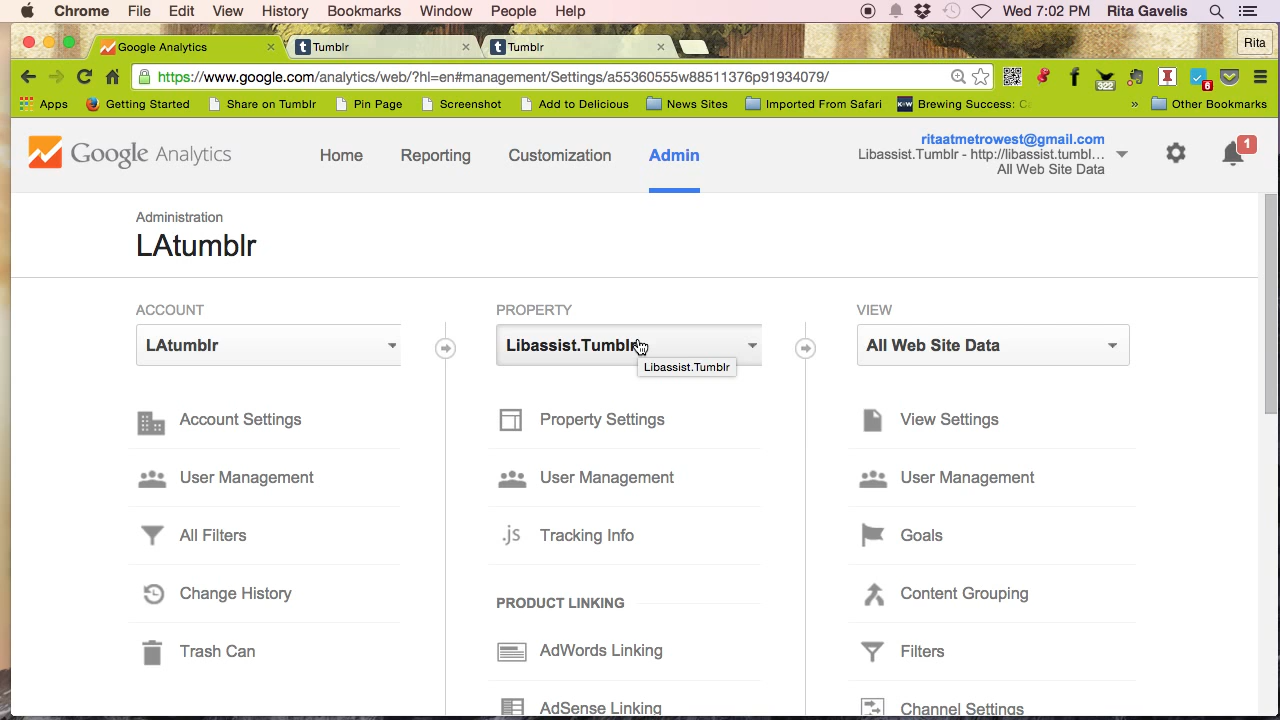 Chrome File Edit View History Bookmarks Window People Help Wed 7:02 PM Rita Gavelis
Google Analytics Tumblr Tumblr Rita
https://www.google.com/analytics/web/?hl=en#management/Settings/a55360555w88511376p91934079/
322 6
Apps Getting Started Share on Tumblr Pin Page Screenshot Add to Delicious News Sites Imported From Safari Brewing Success: C » Other Bookmarks
Google Analytics Home Reporting Customization Admin
ritaatmetrowest@gmail.com
Libassist.Tumblr - http://libassist.tumbl...
All Web Site Data
1
Administration
LAtumblr
ACCOUNT PROPERTY VIEW
LAtumblr Libassist.Tumblr All Web Site Data
Libassist.Tumblr
Account Settings Property Settings View Settings
User Management User Management User Management
All Filters .js Tracking Info Goals
Change History PRODUCT LINKING Content Grouping
Trash Can AdWords Linking Filters
AdSense Linking Channel Settings